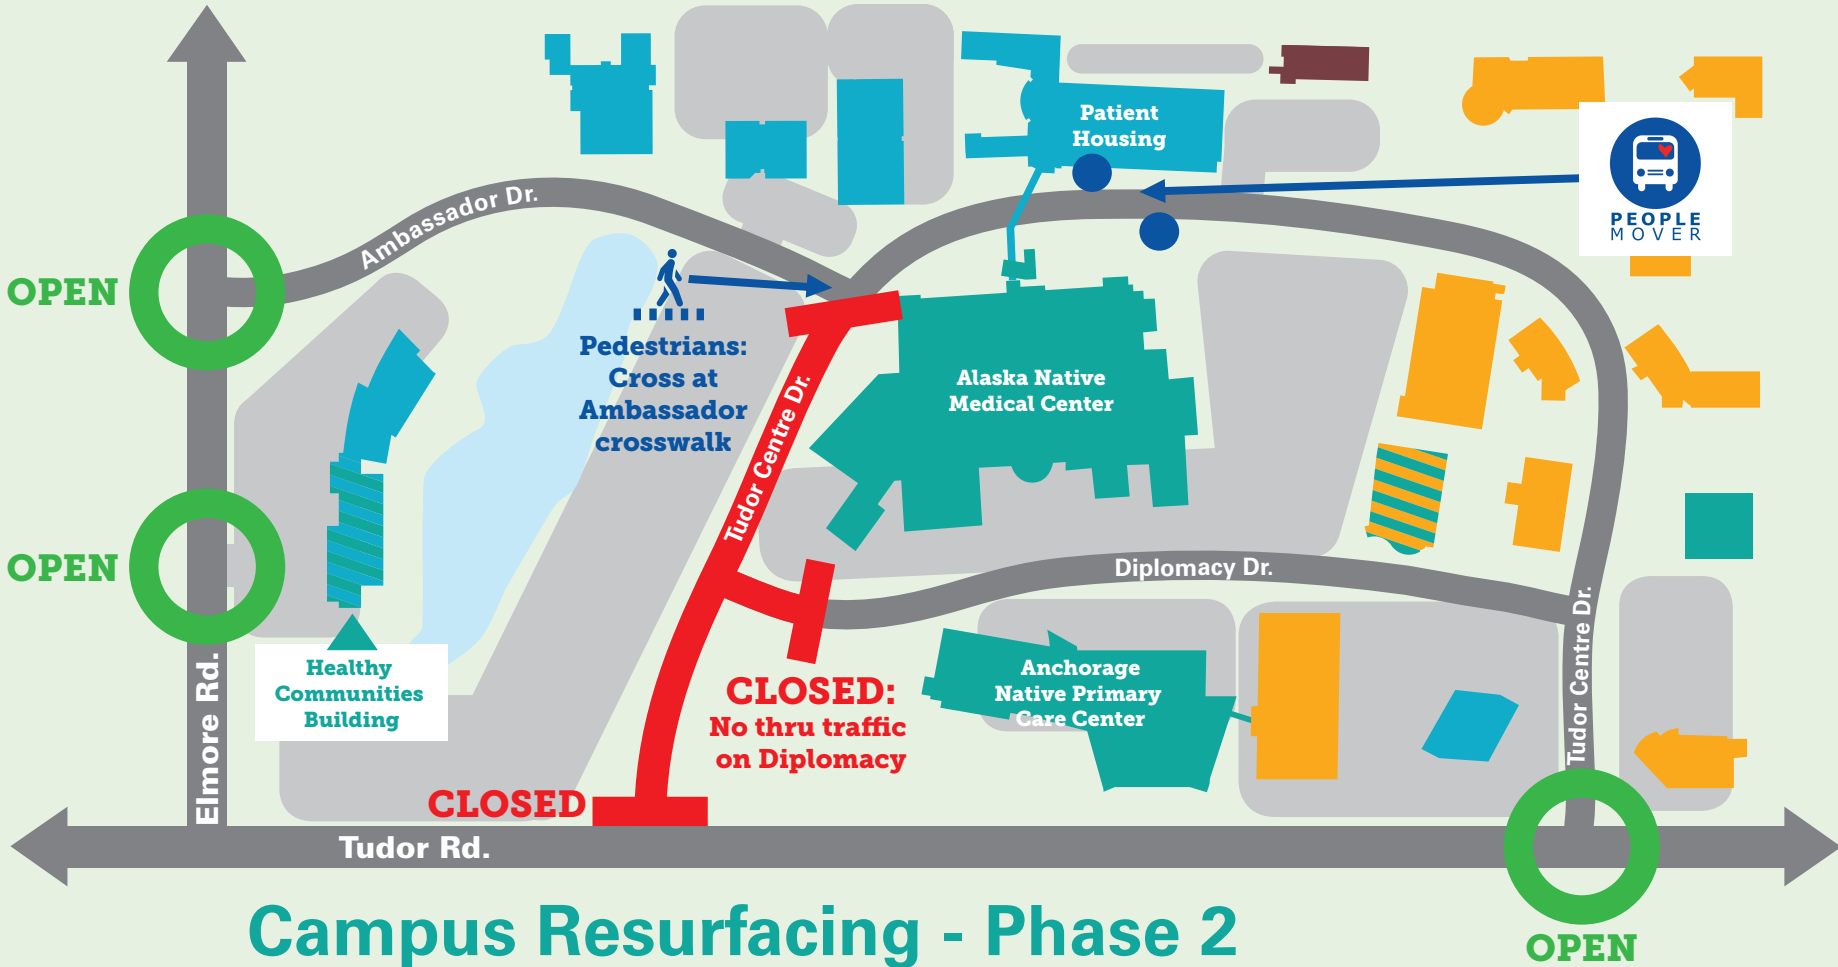 Ambassador Dr.
Patient
Housing
PEOPLE
MOVER
OPEN
Pedestrians:
Cross at
Ambassador
crosswalk
Tudor Centre Dr.
Alaska Native
Medical Center
OPEN
Diplomacy Dr.
Tudor Centre Dr.
Healthy
Communities
Building
Elmore Rd.
CLOSED:
No thru traffic
on Diplomacy
Anchorage
Native Primary
Care Center
CLOSED
Tudor Rd.
OPEN
Campus Resurfacing - Phase 2